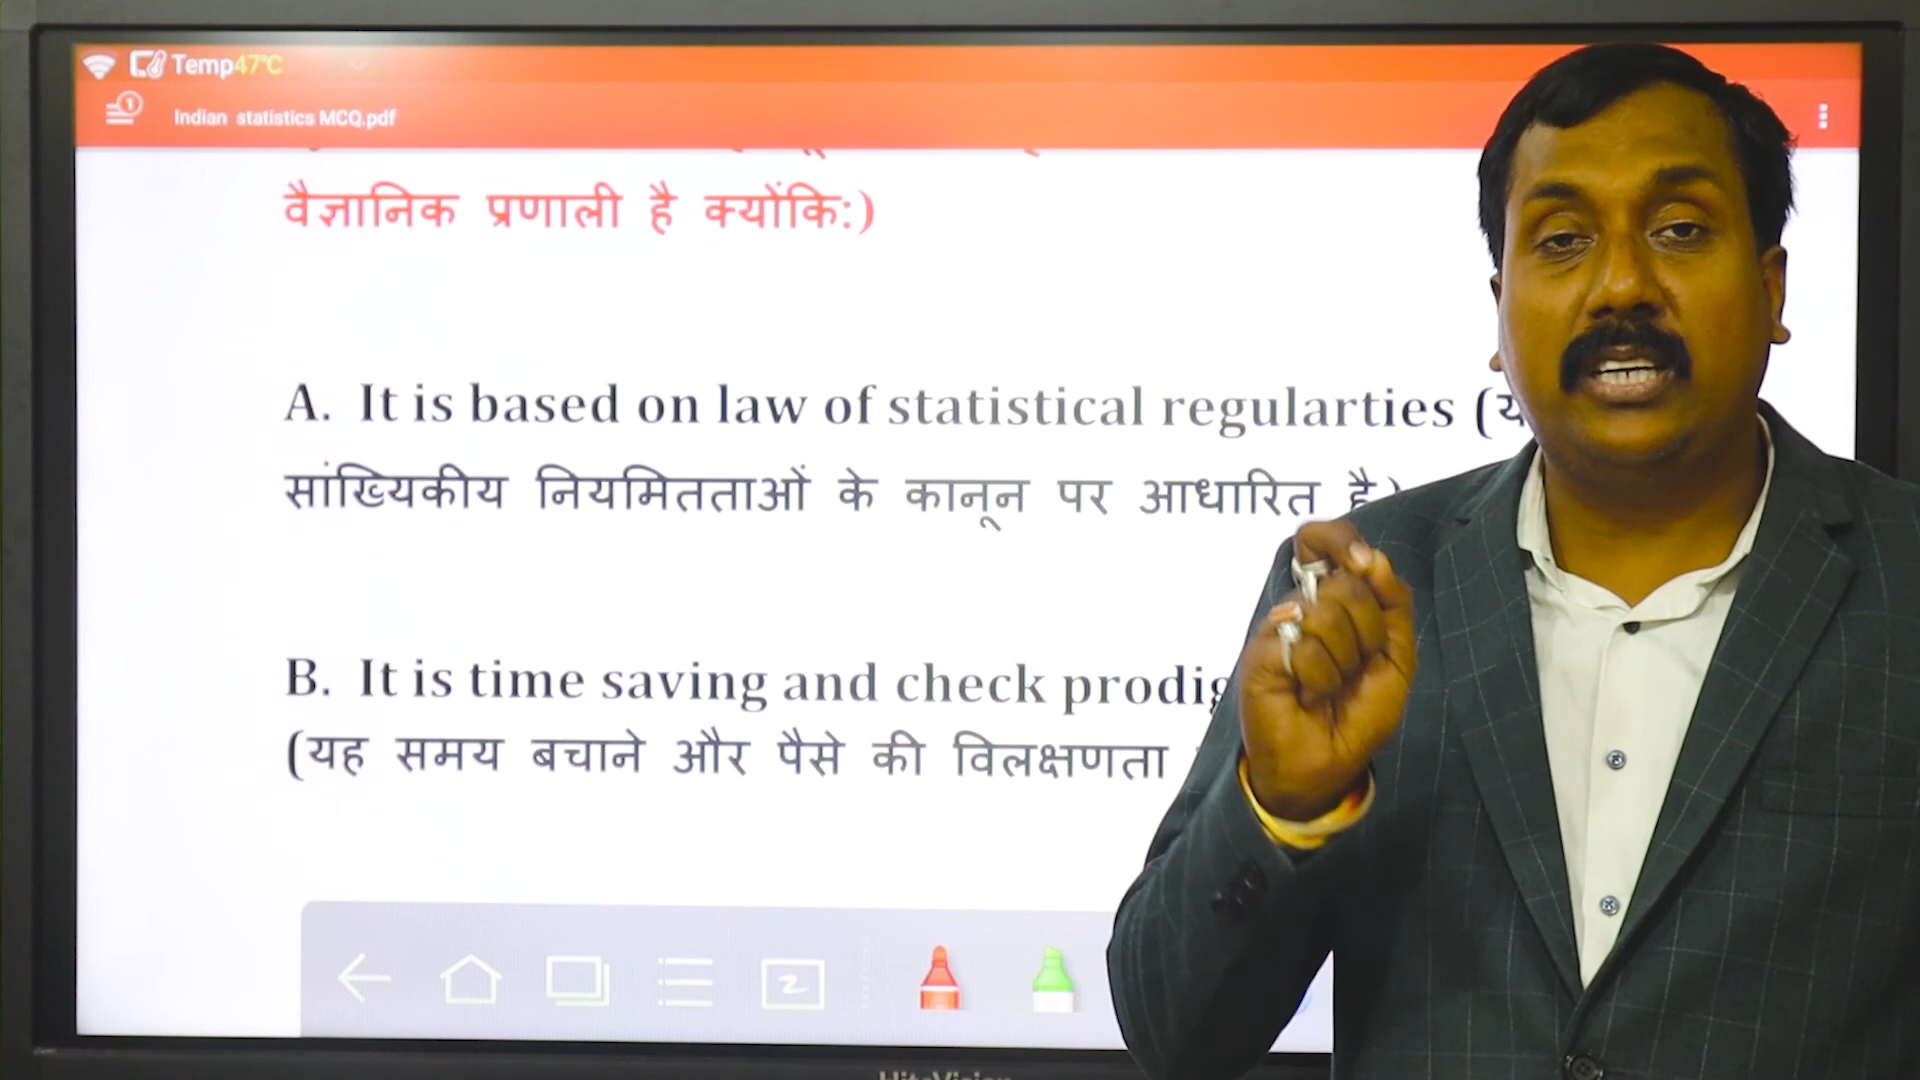 Temp47°C
1
Indian statistics MCQ.pdf
वैज्ञानिक प्रणाली है क्योंकि:)
A. It is based on law of statistical regularties (
सांख्यिकीय नियमितताओं के कानून पर आधारित है)
B. It is time saving and check
(यह समय बचाने और पैसे की विलक्षणता